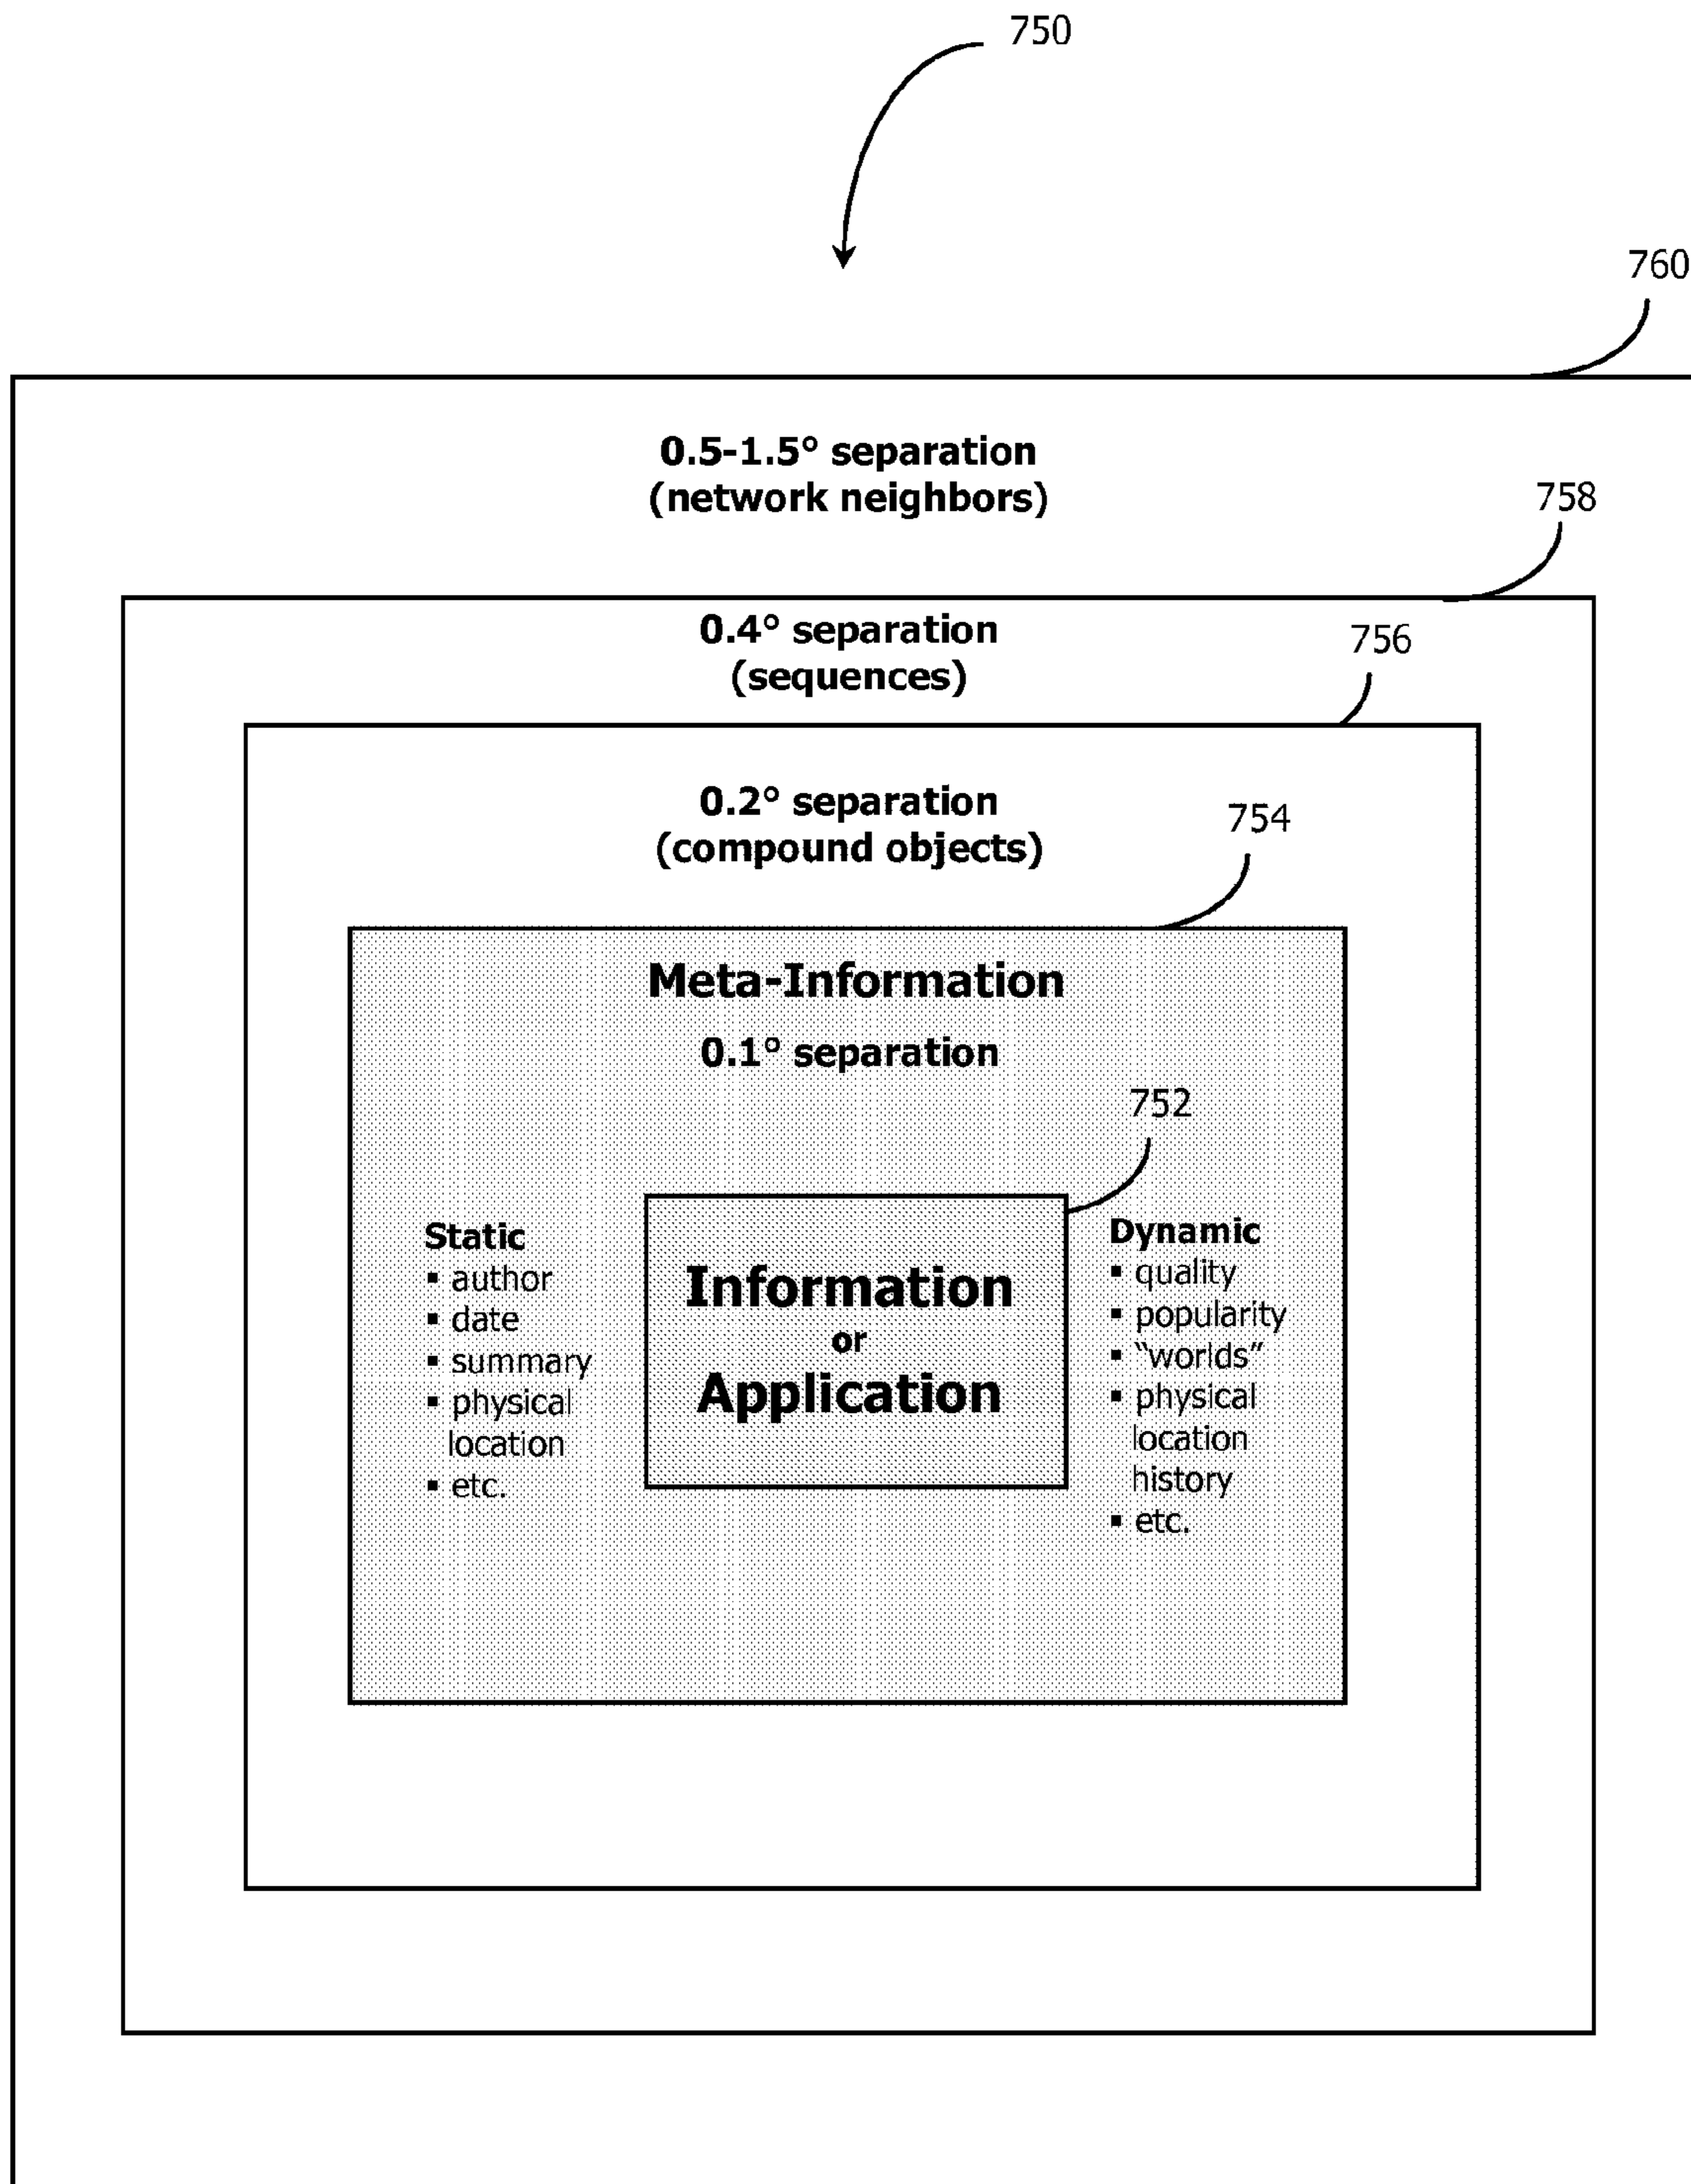 750
760
0.5-1.5° separation
(network neighbors)
758
0.4° separation
(sequences)
756
0.2° separation
(compound objects)
754
Meta-Information
0.1° separation
752
Static
▪ author
▪ date
▪ summary
▪ physical
location
▪ etc.
Information
or
Application
Dynamic
▪ quality
▪ popularity
▪ “worlds”
▪ physical
location
history
▪ etc.